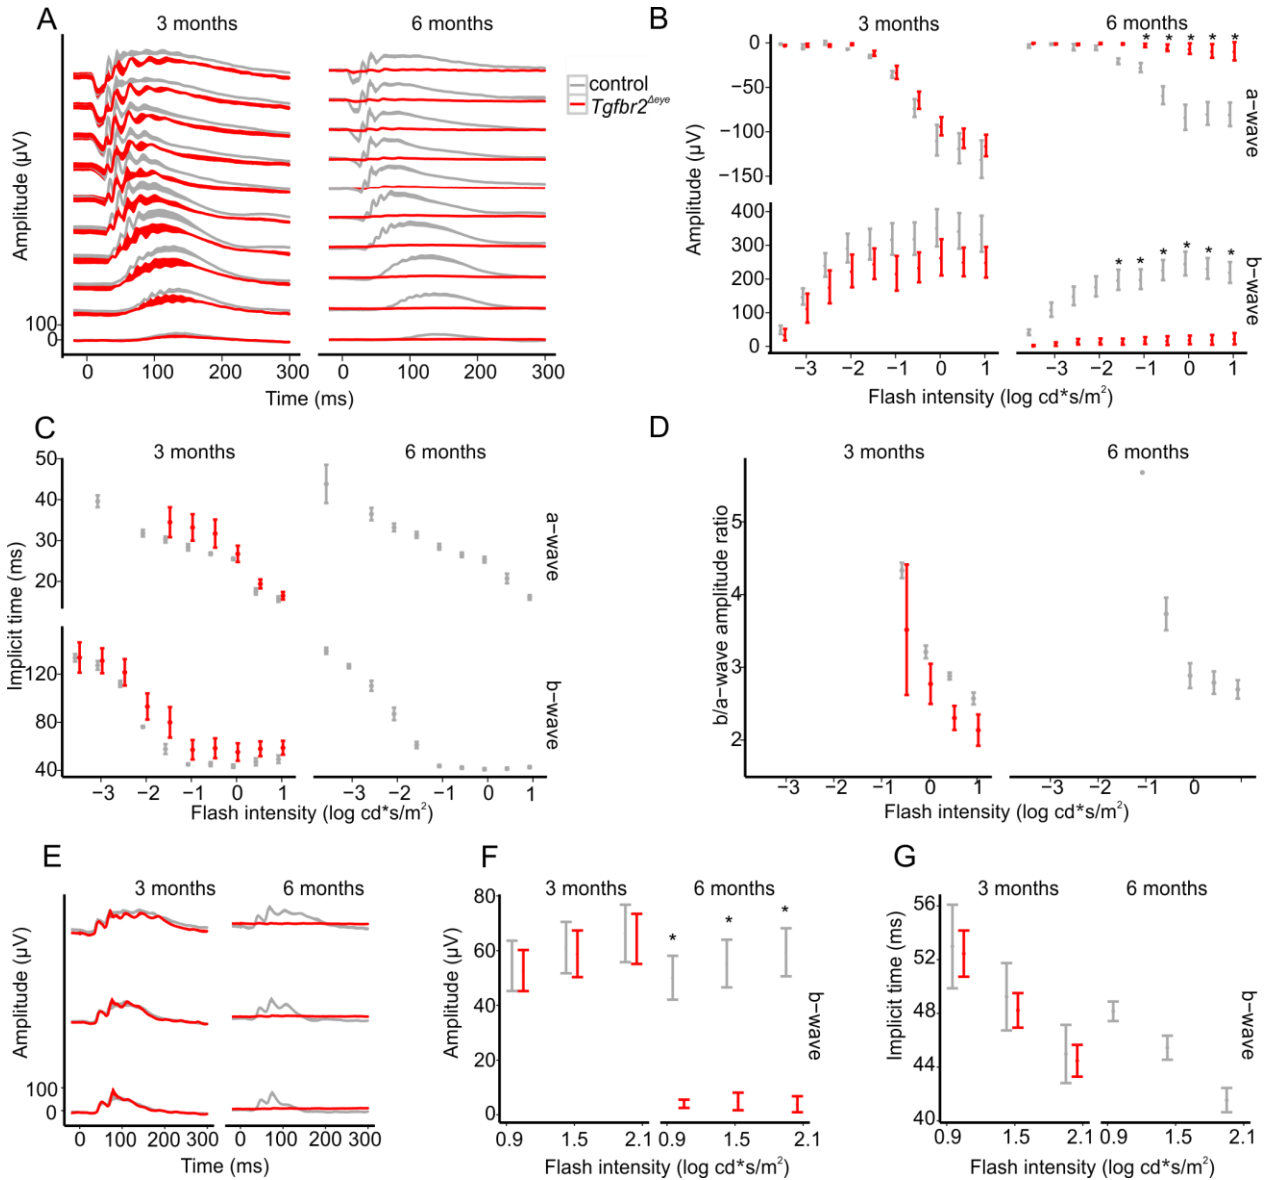 A
3 months
6 months
control
Tgfbr2Δeye
Amplitude (µV)
100
0
0
100
200
300
0
100
200
300
Time (ms)
B
3 months
6 months
0
−50
−100
−150
* * * * *
a−wave
Amplitude (µV)
400
300
200
100
0
* * * * * *
b−wave
−3 −2 −1 0 1
−3 −2 −1 0 1
Flash intensity (log cd*s/m2)
C
3 months
6 months
50
40
30
20
a−wave
Implicit time (ms)
120
80
40
b−wave
−3 −2 −1 0 1
−3 −2 −1 0 1
Flash intensity (log cd*s/m2)
D
3 months
6 months
b/a−wave amplitude ratio
5
4
3
2
−3 −2 −1 0 1
−3 −2 −1 0 1
Flash intensity (log cd*s/m2)
E
3 months
6 months
Amplitude (µV)
100
0
0 100 200 300
0 100 200 300
Time (ms)
F
3 months
6 months
80
60
40
20
0
Amplitude (µV)
* * *
b−wave
0.9 1.5 2.1
0.9 1.5 2.1
Flash intensity (log cd*s/m2)
G
3 months
6 months
56
52
48
44
40
Implicit time (ms)
b−wave
0.9 1.5 2.1
0.9 1.5 2.1
Flash intensity (log cd*s/m2)